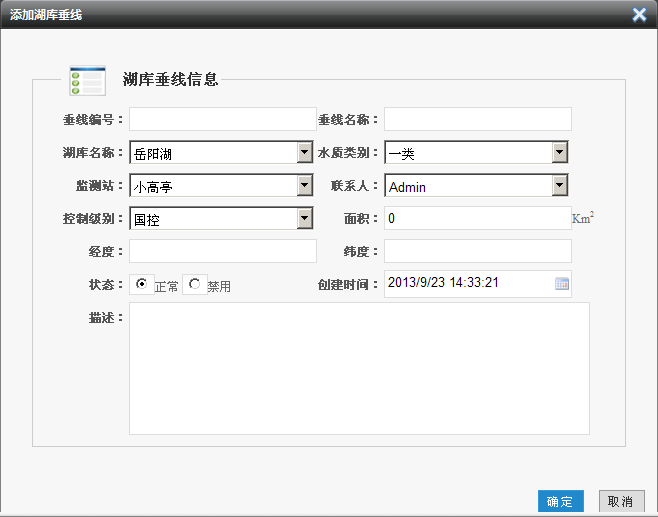 添加湖库垂线
湖库垂线信息
垂线编号： 垂线名称：
湖库名称： 岳阳湖 水质类别： 一类
监测站： 小高亭 联系人： Admin
控制级别： 国控 面积： 0 Km²
经度： 纬度：
状态： 正常 禁用 创建时间： 2013/9/23 14:33:21
描述：
确定 取消